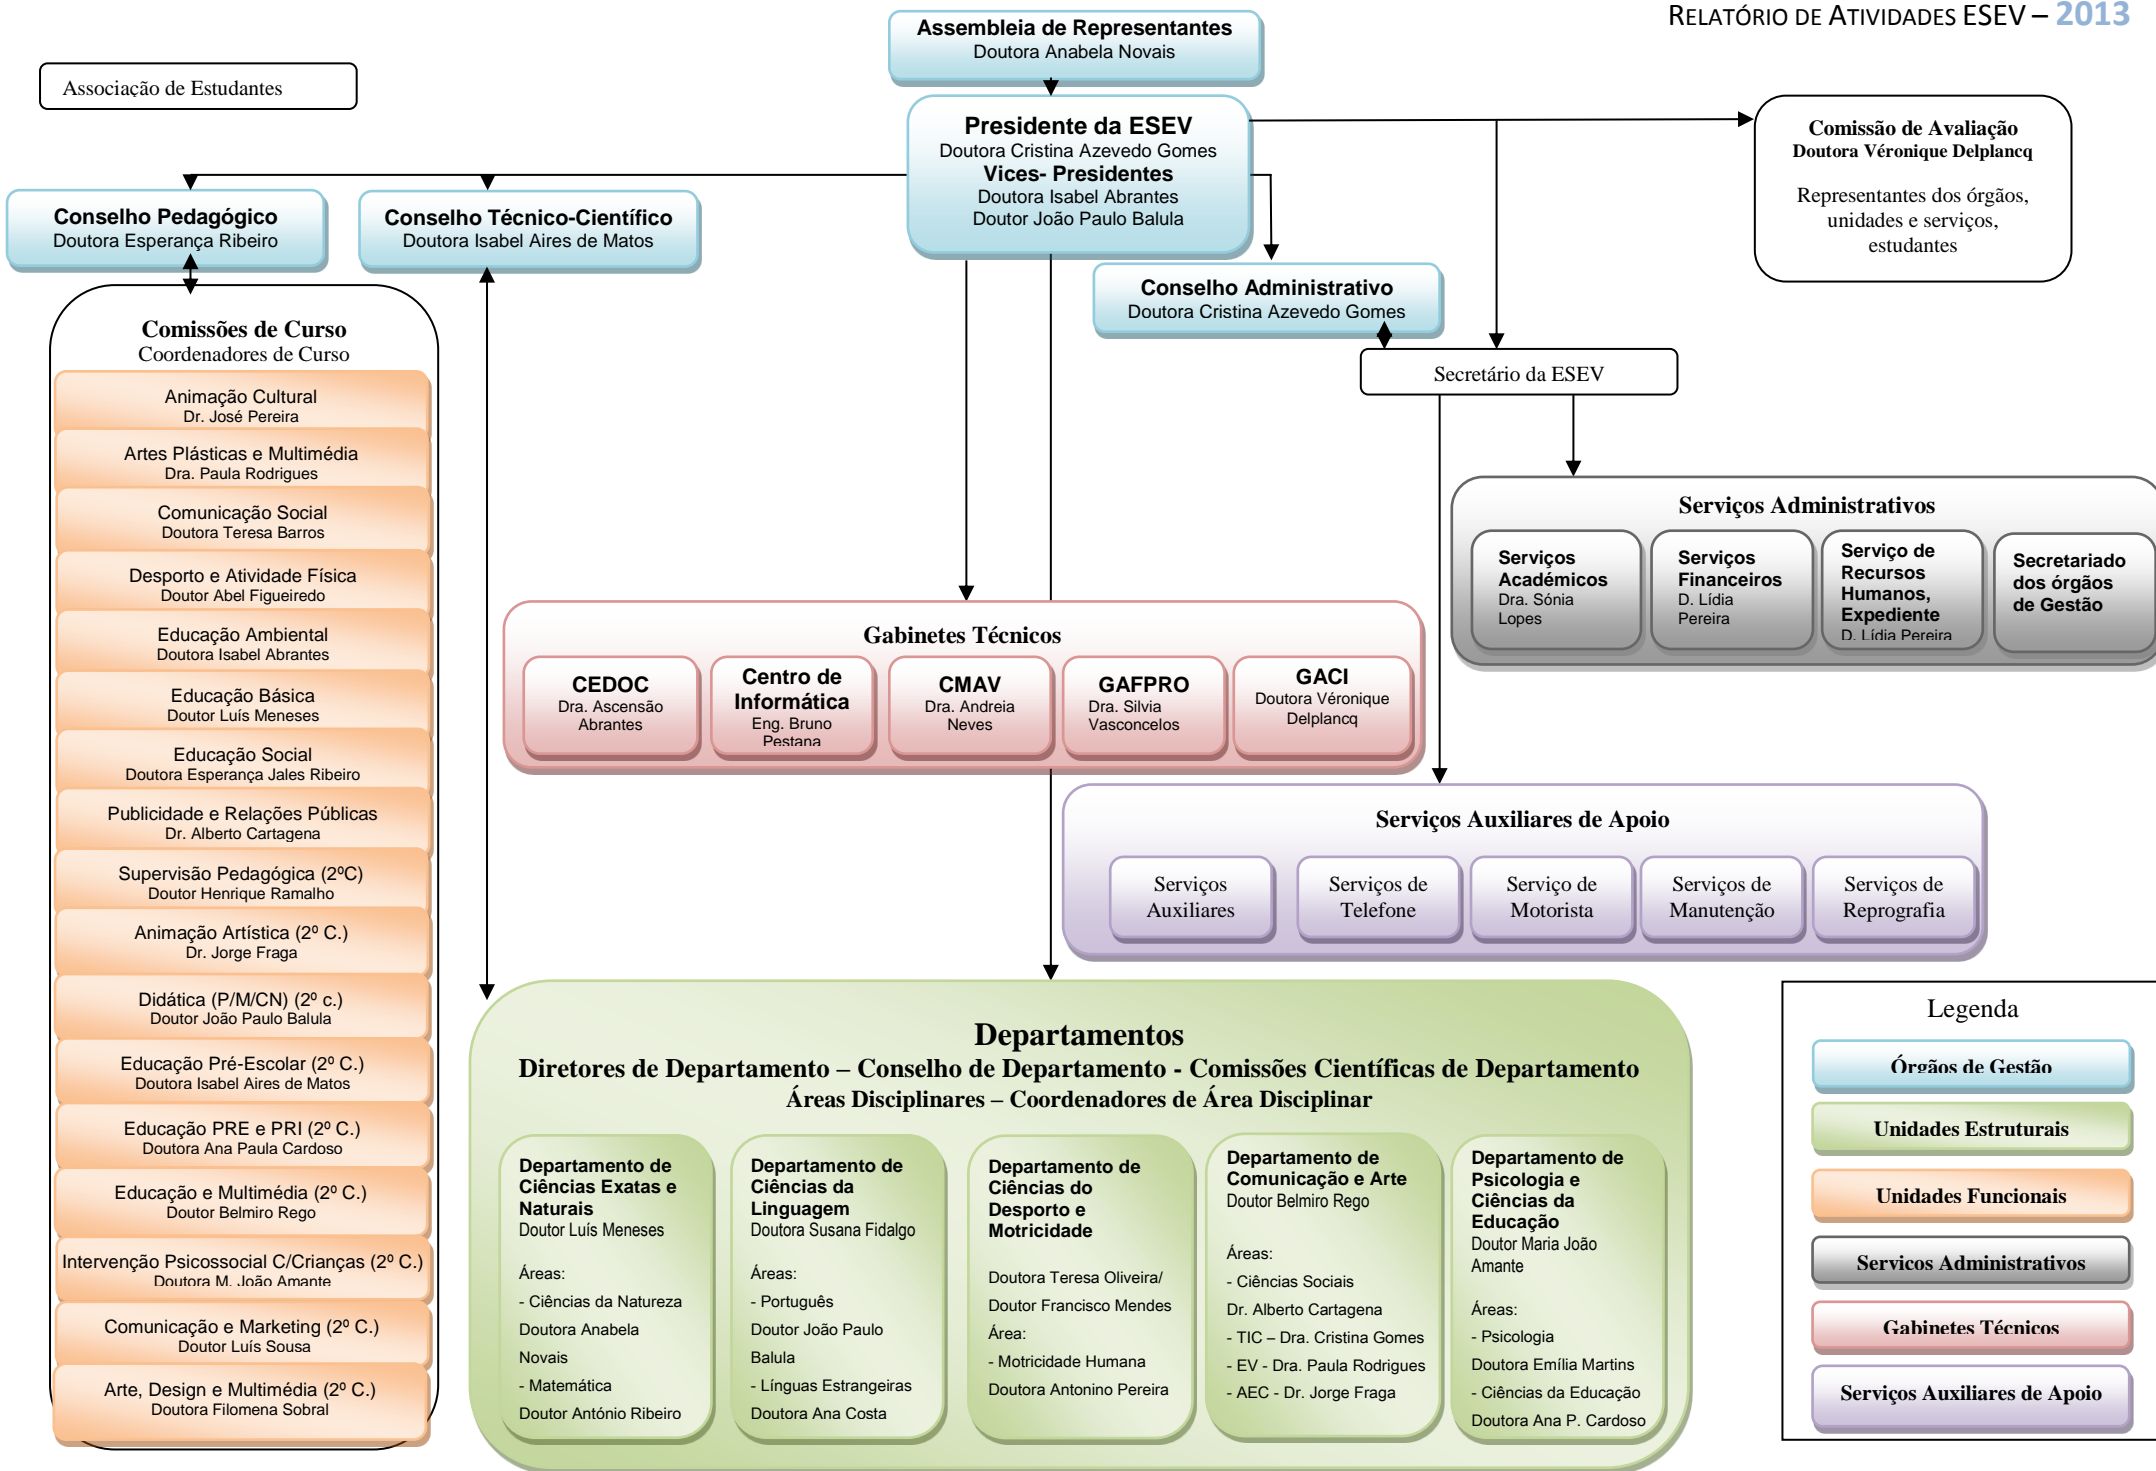 RELATÓRIO DE ATIVIDADES ESEV – 2013
Assembleia de Representantes
Doutora Anabela Novais
Associação de Estudantes
Presidente da ESEV
Doutora Cristina Azevedo Gomes
Vices- Presidentes
Doutora Isabel Abrantes
Doutor João Paulo Balula
Comissão de Avaliação
Doutora Véronique Delplancq
Representantes dos órgãos,
unidades e serviços,
estudantes
Conselho Pedagógico
Doutora Esperança Ribeiro
Conselho Técnico-Científico
Doutora Isabel Aires de Matos
Conselho Administrativo
Doutora Cristina Azevedo Gomes
Secretário da ESEV
Comissões de Curso
Coordenadores de Curso
Animação Cultural
Dr. José Pereira
Artes Plásticas e Multimédia
Dra. Paula Rodrigues
Comunicação Social
Doutora Teresa Barros
Desporto e Atividade Física
Doutor Abel Figueiredo
Educação Ambiental
Doutora Isabel Abrantes
Educação Básica
Doutor Luís Meneses
Educação Social
Doutora Esperança Jales Ribeiro
Publicidade e Relações Públicas
Dr. Alberto Cartagena
Supervisão Pedagógica (2ºC)
Doutor Henrique Ramalho
Animação Artística (2º C.)
Dr. Jorge Fraga
Didática (P/M/CN) (2º c.)
Doutor João Paulo Balula
Educação Pré-Escolar (2º C.)
Doutora Isabel Aires de Matos
Educação PRE e PRI (2º C.)
Doutora Ana Paula Cardoso
Educação e Multimédia (2º C.)
Doutor Belmiro Rego
Intervenção Psicossocial C/Crianças (2º C.)
Doutora M. João Amante
Comunicação e Marketing (2º C.)
Doutor Luís Sousa
Arte, Design e Multimédia (2º C.)
Doutora Filomena Sobral
Serviços Administrativos
Serviços
Académicos
Dra. Sónia
Lopes
Serviços
Financeiros
D. Lídia
Pereira
Serviço de
Recursos
Humanos,
Expediente
D. Lídia Pereira
Secretariado
dos órgãos
de Gestão
Gabinetes Técnicos
CEDOC
Dra. Ascensão
Abrantes
Centro de
Informática
Eng. Bruno
Pestana
CMAV
Dra. Andreia
Neves
GAFPRO
Dra. Silvia
Vasconcelos
GACI
Doutora Véronique
Delplancq
Serviços Auxiliares de Apoio
Serviços
Auxiliares
Serviços de
Telefone
Serviço de
Motorista
Serviços de
Manutenção
Serviços de
Reprografia
Departamentos
Diretores de Departamento – Conselho de Departamento - Comissões Científicas de Departamento
Áreas Disciplinares – Coordenadores de Área Disciplinar
Departamento de
Ciências Exatas e
Naturais
Doutor Luís Meneses
Áreas:
- Ciências da Natureza
Doutora Anabela
Novais
- Matemática
Doutor António Ribeiro
Departamento de
Ciências da
Linguagem
Doutora Susana Fidalgo
Áreas:
- Português
Doutor João Paulo
Balula
- Línguas Estrangeiras
Doutora Ana Costa
Departamento de
Ciências do
Desporto e
Motricidade
Doutora Teresa Oliveira/
Doutor Francisco Mendes
Área:
- Motricidade Humana
Doutora Antonino Pereira
Departamento de
Comunicação e Arte
Doutor Belmiro Rego
Áreas:
- Ciências Sociais
Dr. Alberto Cartagena
- TIC – Dra. Cristina Gomes
- EV - Dra. Paula Rodrigues
- AEC - Dr. Jorge Fraga
Departamento de
Psicologia e
Ciências da
Educação
Doutor Maria João
Amante
Áreas:
- Psicologia
Doutora Emília Martins
- Ciências da Educação
Doutora Ana P. Cardoso
Legenda
Órgãos de Gestão
Unidades Estruturais
Unidades Funcionais
Servicos Administrativos
Gabinetes Técnicos
Serviços Auxiliares de Apoio